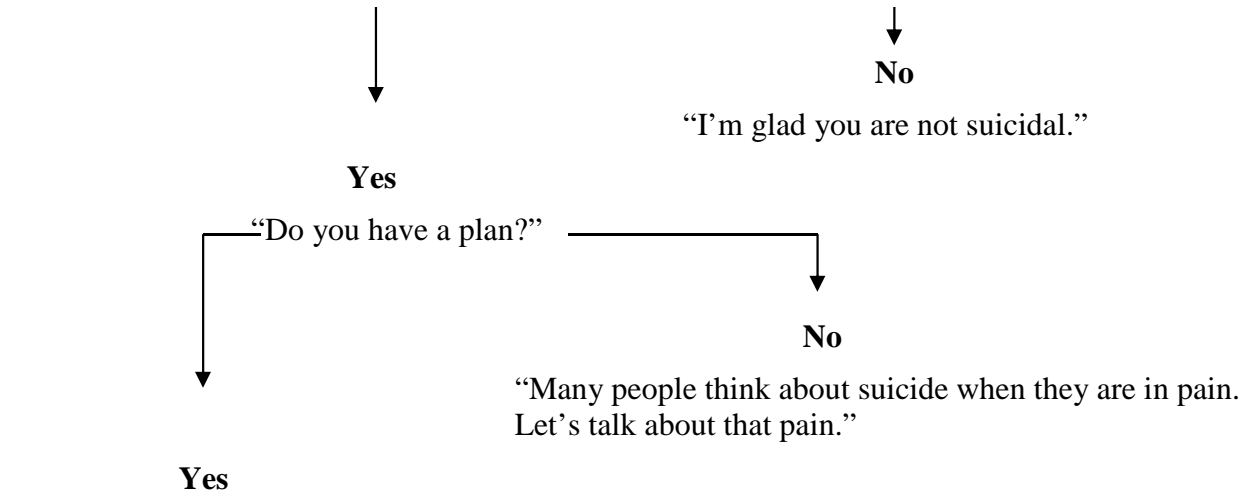 No
“I’m glad you are not suicidal.”
Yes
“Do you have a plan?”
No
“Many people think about suicide when they are in pain.
Let’s talk about that pain.”
Yes